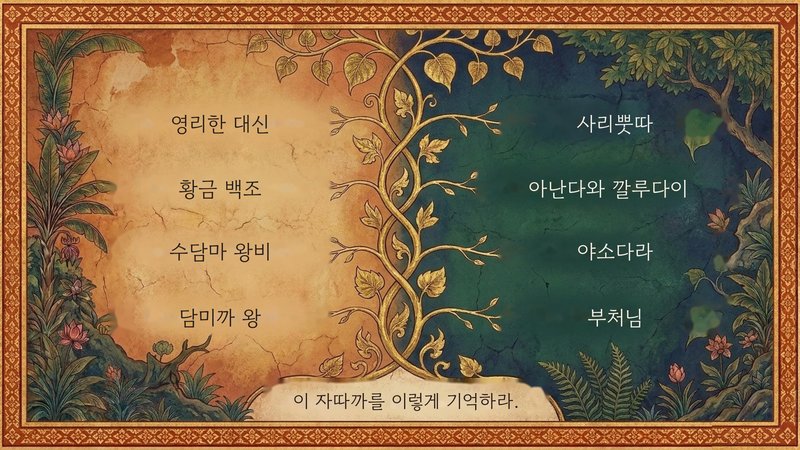 영리한 대신
사리뿟따
황금 백조
아난다와 깔루다이
수담마 왕비
야소다라
담미까 왕
부처님
이 자따까를 이렇게 기억하라.